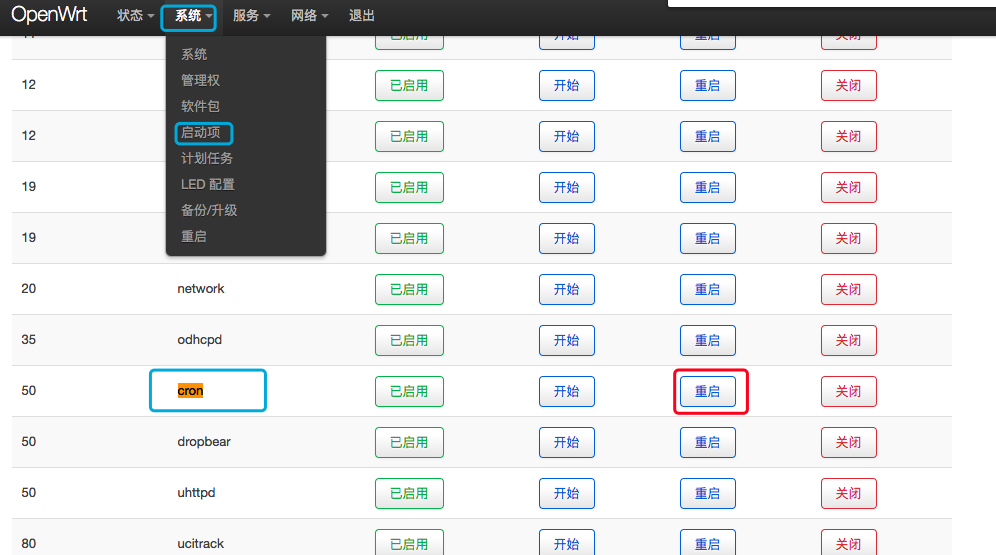 OpenWrt 状态 系统 服务 网络 退出
系统
管理权
软件包
启动项
计划任务
LED 配置
备份/升级
重启
已启用 开始 重启 关闭
12 已启用 开始 重启 关闭
12 已启用 开始 重启 关闭
19 已启用 开始 重启 关闭
19 已启用 开始 重启 关闭
20 network 已启用 开始 重启 关闭
35 odhcpd 已启用 开始 重启 关闭
50 cron 已启用 开始 重启 关闭
50 dropbear 已启用 开始 重启 关闭
50 uhttpd 已启用 开始 重启 关闭
80 ucitrack 已启用 开始 重启 关闭